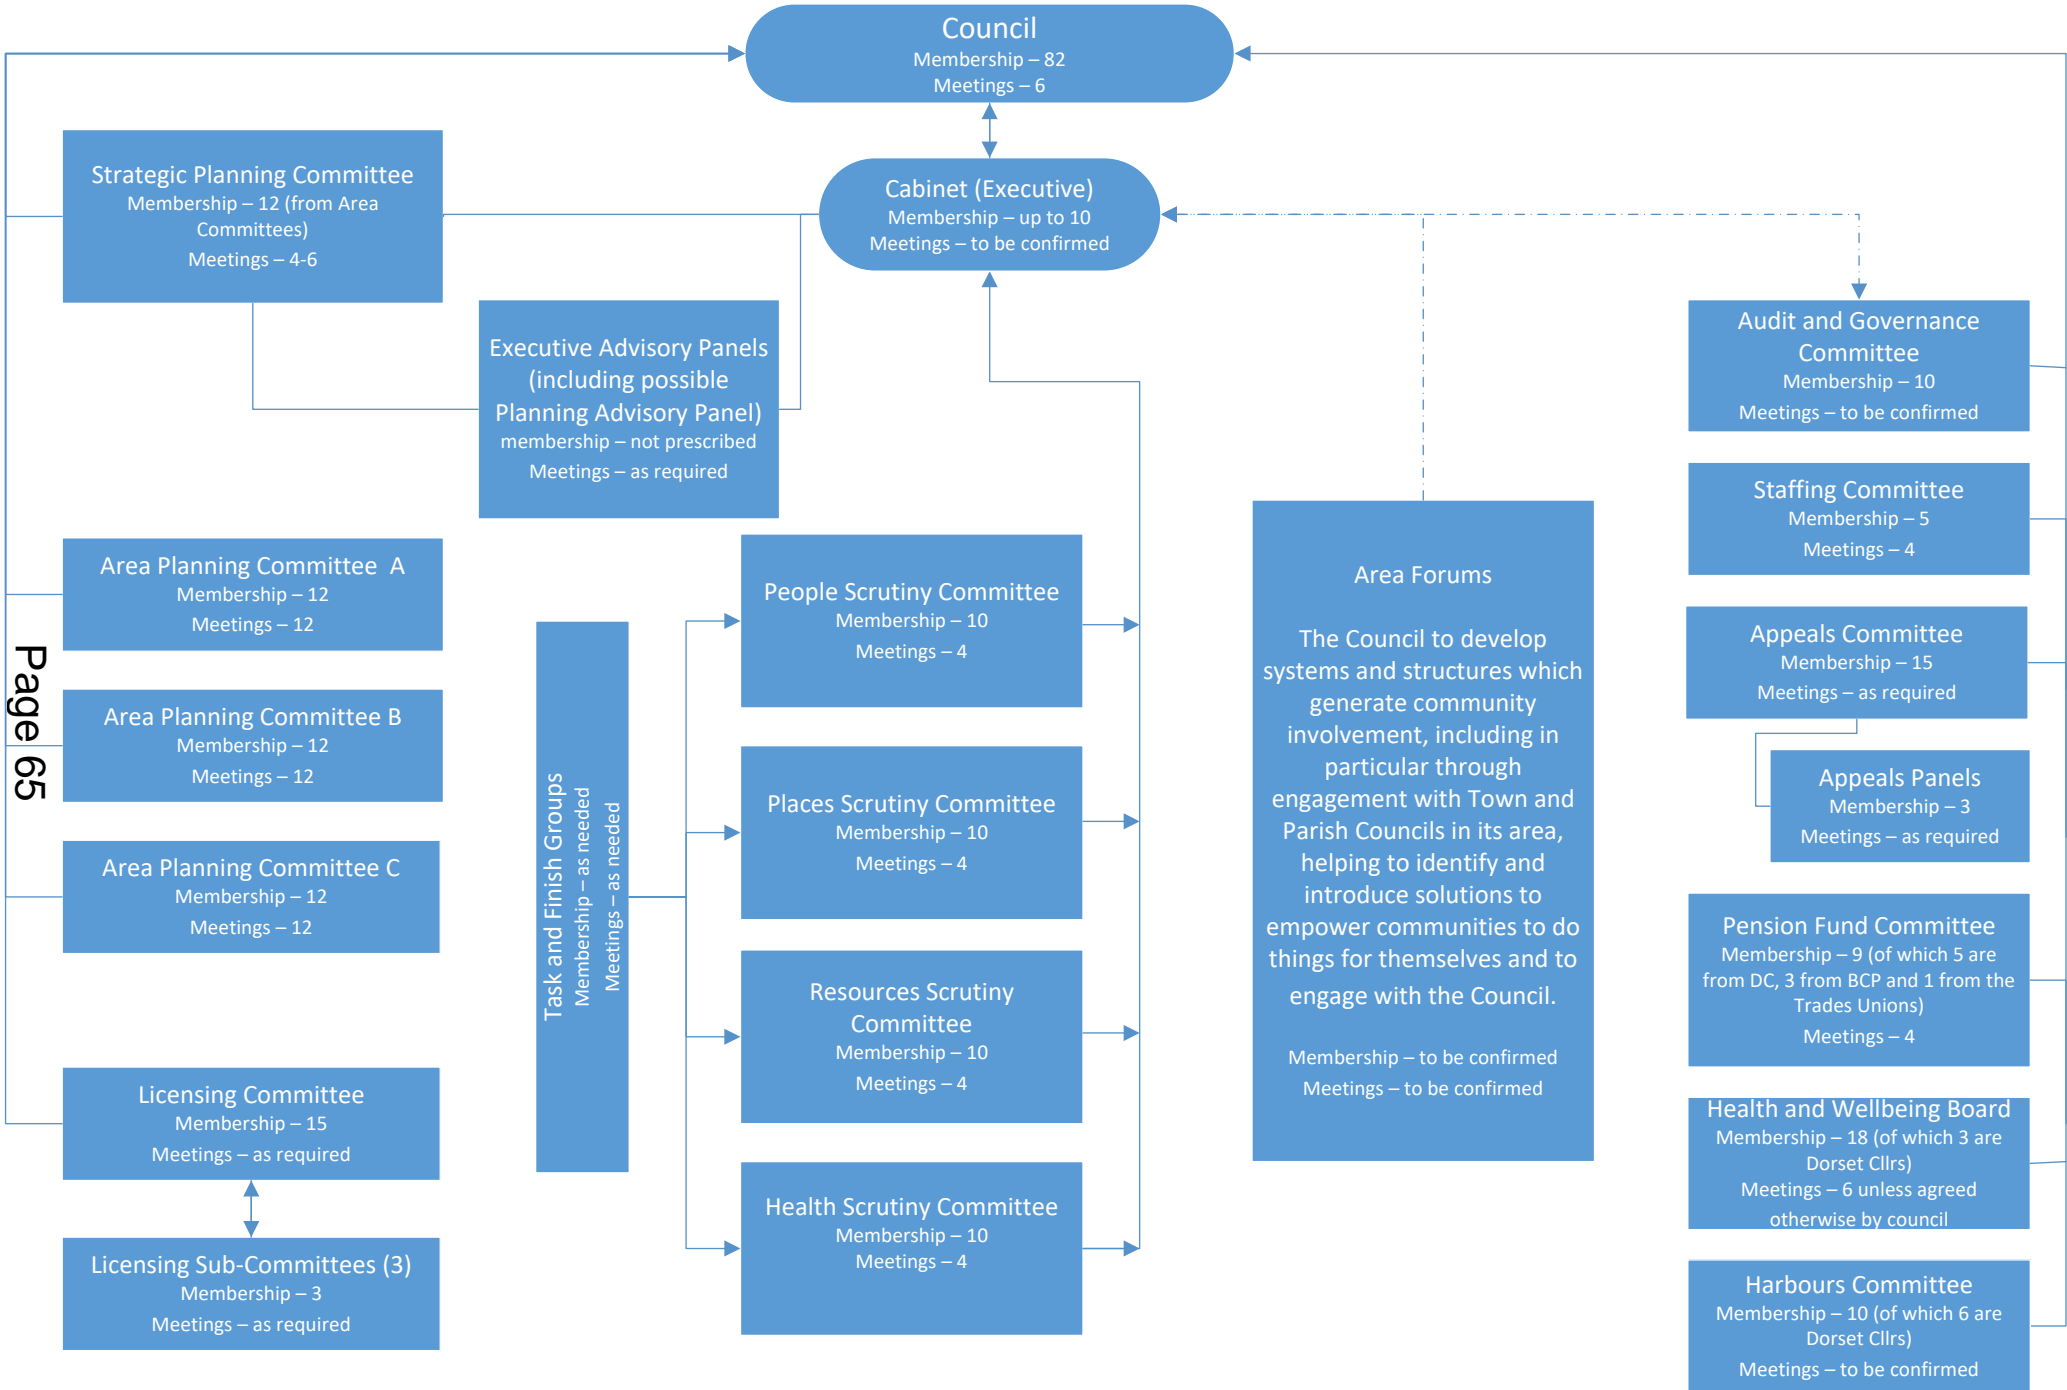 Council
Membership – 82
Meetings – 6
Cabinet (Executive)
Membership – up to 10
Meetings – to be confirmed
Strategic Planning Committee
Membership – 12 (from Area
Committees)
Meetings – 4-6
Executive Advisory Panels
(including possible
Planning Advisory Panel)
membership – not prescribed
Meetings – as required
Area Planning Committee  A
Membership – 12
Meetings – 12
Area Planning Committee B
Membership – 12
Meetings – 12
Area Planning Committee C
Membership – 12
Meetings – 12
Licensing Committee
Membership – 15
Meetings – as required
Licensing Sub-Committees (3)
Membership – 3
Meetings – as required
Page 65
Task and Finish Groups
Membership – as needed
Meetings – as needed
People Scrutiny Committee
Membership – 10
Meetings – 4
Places Scrutiny Committee
Membership – 10
Meetings – 4
Resources Scrutiny
Committee
Membership – 10
Meetings – 4
Health Scrutiny Committee
Membership – 10
Meetings – 4
Area Forums
The Council to develop
systems and structures which
generate community
involvement, including in
particular through
engagement with Town and
Parish Councils in its area,
helping to identify and
introduce solutions to
empower communities to do
things for themselves and to
engage with the Council.
Membership – to be confirmed
Meetings – to be confirmed
Audit and Governance
Committee
Membership – 10
Meetings – to be confirmed
Staffing Committee
Membership – 5
Meetings – 4
Appeals Committee
Membership – 15
Meetings – as required
Appeals Panels
Membership – 3
Meetings – as required
Pension Fund Committee
Membership – 9 (of which 5 are
from DC, 3 from BCP and 1 from the
Trades Unions)
Meetings – 4
Health and Wellbeing Board
Membership – 18 (of which 3 are
Dorset Cllrs)
Meetings – 6 unless agreed
otherwise by council
Harbours Committee
Membership – 10 (of which 6 are
Dorset Cllrs)
Meetings – to be confirmed